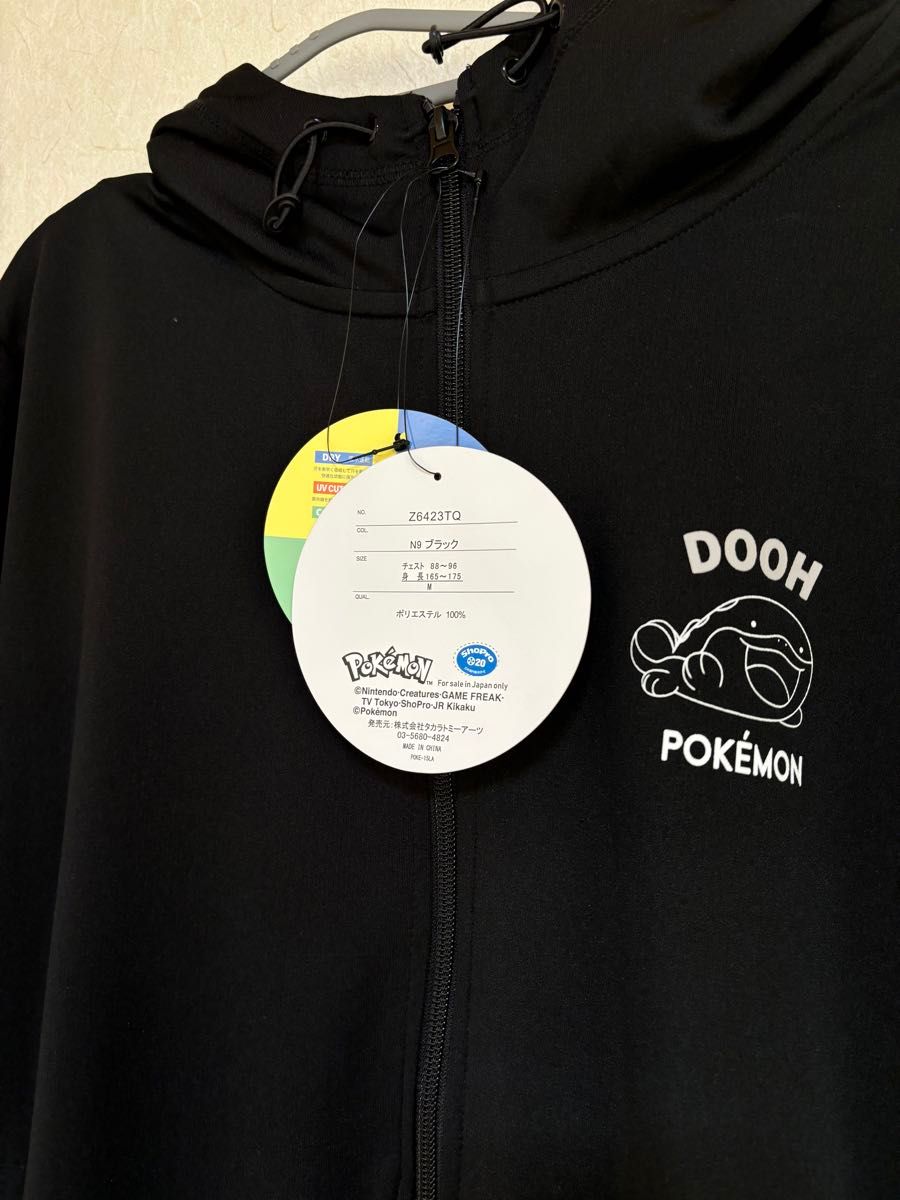 DRY
UV CUT
NO. Z6423TQ
COL. N9 ブラック
SIZE チェスト 88～96
身 長 165～175
M
QUAL. ポリエステル 100%
POKéMON™ For sale in Japan only
ShoPro
20
©Nintendo·Creatures·GAME FREAK·
TV Tokyo·ShoPro·JR Kikaku
©Pokémon
発売元：株式会社タカラトミーアーツ
03-5680-4824
MADE IN CHINA
POKE-15LA
DOOH
POKÉMON